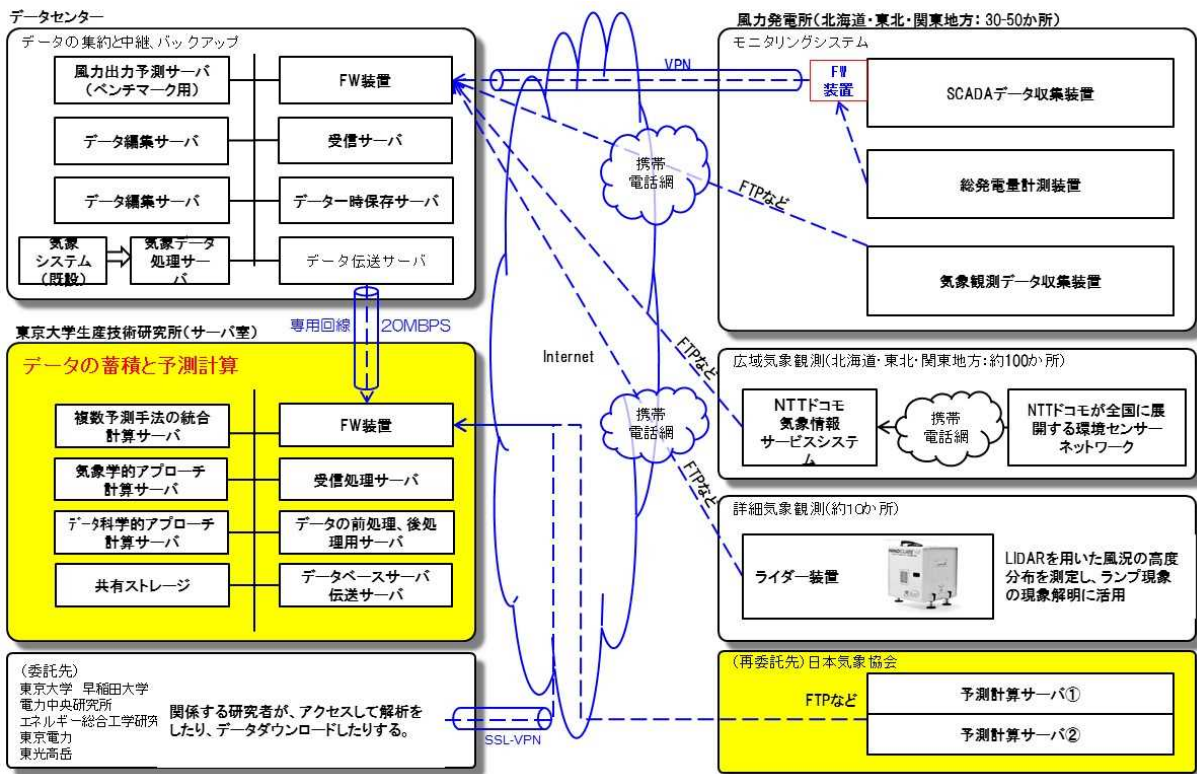 データセンター
データの集約と中継、バックアップ
風力出力予測サーバ
(ベンチマーク用)
FW装置
データ編集サーバ
受信サーバ
データ編集サーバ
データ一時保存サーバ
気象
システム
(既設)
気象データ
処理サー
バ
データ伝送サーバ
専用回線
20MBPS
東京大学生産技術研究所(サーバ室)
データの蓄積と予測計算
複数予測手法の統合
計算サーバ
FW装置
気象学的アプローチ
計算サーバ
受信処理サーバ
データ科学的アプローチ
計算サーバ
データの前処理、後処
理用サーバ
共有ストレージ
データベースサーバ
伝送サーバ
(委託先)
東京大学 早稲田大学
電力中央研究所
エネルギー総合工学研究
東京電力
東光高岳
関係する研究者が、アクセスして解析を
したり、データダウンロードしたりする。
SSL-VPN
VPN
携帯
電話網
FTPなど
Internet
FTPなど
携帯
電話網
FTPなど
風力発電所(北海道・東北・関東地方:30-50か所)
モニタリングシステム
FW
装置
SCADAデータ収集装置
総発電量計測装置
気象観測データ収集装置
広域気象観測(北海道・東北・関東地方:約100か所)
NTTドコモ
気象情報
サービスシステ
ム
携帯
電話網
NTTドコモが全国に展
開する環境センサー
ネットワーク
詳細気象観測(約10か所)
ライダー装置
LIDARを用いた風況の高度
分布を測定し、ランプ現象
の現象解明に活用
(再委託先)日本気象協会
FTPなど
予測計算サーバ①
予測計算サーバ②